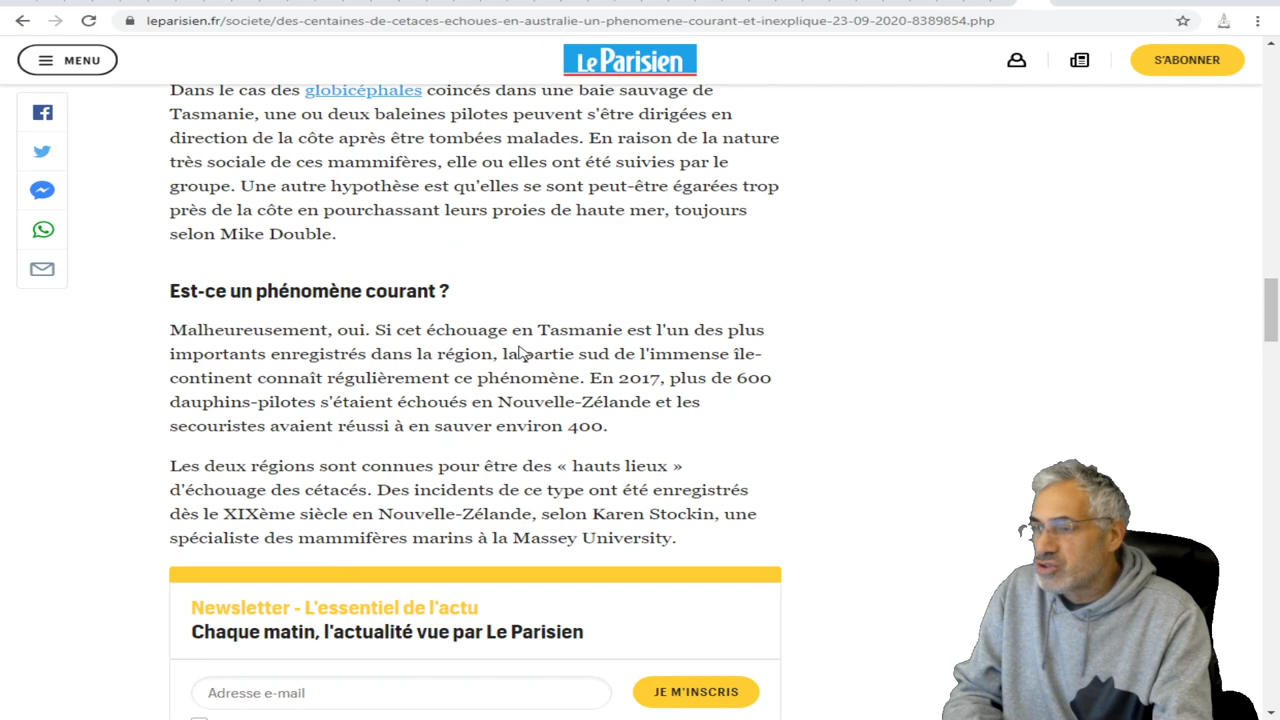 leparisien.fr/societe/des-centaines-de-cetaces-echoues-en-australie-un-phenomene-courant-et-inexplique-23-09-2020-8389854.php
MENU
Le Parisien
S'ABONNER
Dans le cas des globicéphales coincés dans une baie sauvage de
Tasmanie, une ou deux baleines pilotes peuvent s'être dirigées en
direction de la côte après être tombées malades. En raison de la nature
très sociale de ces mammifères, elle ou elles ont été suivies par le
groupe. Une autre hypothèse est qu'elles se sont peut-être égarées trop
près de la côte en pourchassant leurs proies de haute mer, toujours
selon Mike Double.
Est-ce un phénomène courant ?
Malheureusement, oui. Si cet échouage en Tasmanie est l'un des plus
importants enregistrés dans la région, la partie sud de l'immense île-
continent connaît régulièrement ce phénomène. En 2017, plus de 600
dauphins-pilotes s'étaient échoués en Nouvelle-Zélande et les
secouristes avaient réussi à en sauver environ 400.
Les deux régions sont connues pour être des « hauts lieux »
d'échouage des cétacés. Des incidents de ce type ont été enregistrés
dès le XIXème siècle en Nouvelle-Zélande, selon Karen Stockin, une
spécialiste des mammifères marins à la Massey University.
Newsletter - L'essentiel de l'actu
Chaque matin, l'actualité vue par Le Parisien
Adresse e-mail
JE M'INSCRIS